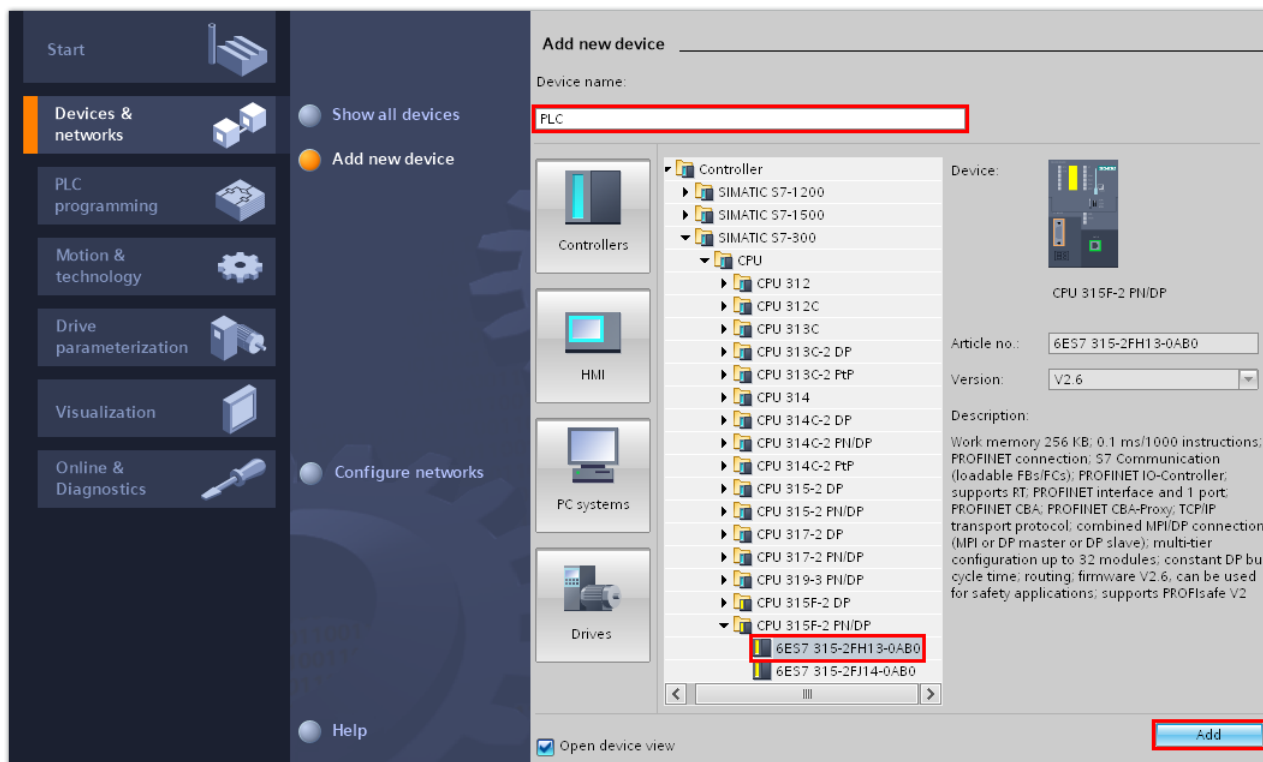 Start
Devices &
networks
PLC
programming
Motion &
technology
Drive
parameterization
Visualization
Online &
Diagnostics
Show all devices
Add new device
Configure networks
Help
Add new device
Device name:
PLC
Controllers
HMI
PC systems
Drives
Controller
SIMATIC S7-1200
SIMATIC S7-1500
SIMATIC S7-300
CPU
CPU 312
CPU 312C
CPU 313C
CPU 313C-2 DP
CPU 313C-2 PtP
CPU 314
CPU 314C-2 DP
CPU 314C-2 PN/DP
CPU 314C-2 PtP
CPU 315-2 DP
CPU 315-2 PN/DP
CPU 317-2 DP
CPU 317-2 PN/DP
CPU 319-3 PN/DP
CPU 315F-2 DP
CPU 315F-2 PN/DP
6ES7 315-2FH13-0AB0
6ES7 315-2FJ14-0AB0
Device:
CPU 315F-2 PN/DP
Article no.: 6ES7 315-2FH13-0AB0
Version: V2.6
Description:
Work memory 256 KB; 0.1 ms/1000 instructions;
PROFINET connection; S7 Communication
(loadable FBs/FCs); PROFINET IO-Controller;
supports RT; PROFINET interface and 1 port;
PROFINET CBA; PROFINET CBA-Proxy; TCP/IP
transport protocol; combined MPI/DP connection
(MPI or DP master or DP slave); multi-tier
configuration up to 32 modules; constant DP bu
cycle time; routing; firmware V2.6, can be used
for safety applications; supports PROFIsafe V2
Open device view
Add